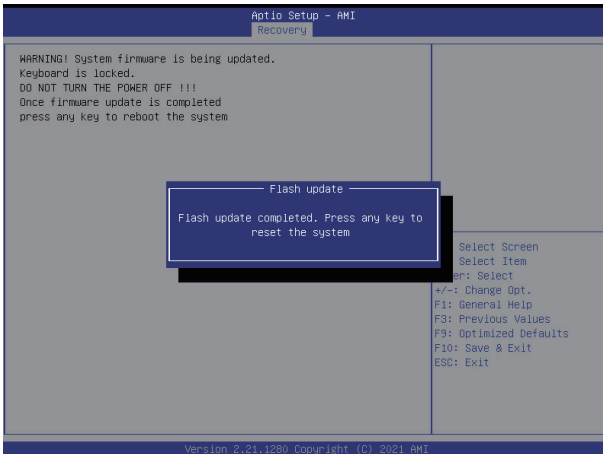 Aptio Setup – AMI
Recovery
WARNING! System firmware is being updated.
Keyboard is locked.
DO NOT TURN THE POWER OFF !!!
Once firmware update is completed
press any key to reboot the system
Flash update
Flash update completed. Press any key to
reset the system
Select Screen
Select Item
er: Select
+/-: Change Opt.
F1: General Help
F3: Previous Values
F9: Optimized Defaults
F10: Save & Exit
ESC: Exit
Version 2.21.1280 Copyright (C) 2021 AMI